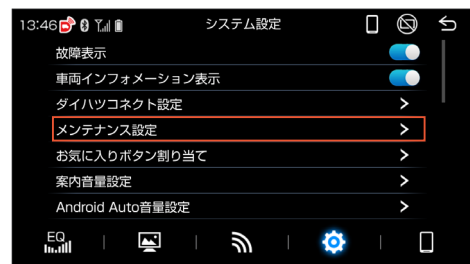 13:46 システム設定
故障表示
車両インフォメーション表示
ダイハツコネクト設定
メンテナンス設定
お気に入りボタン割り当て
案内音量設定
Android Auto音量設定
EQ